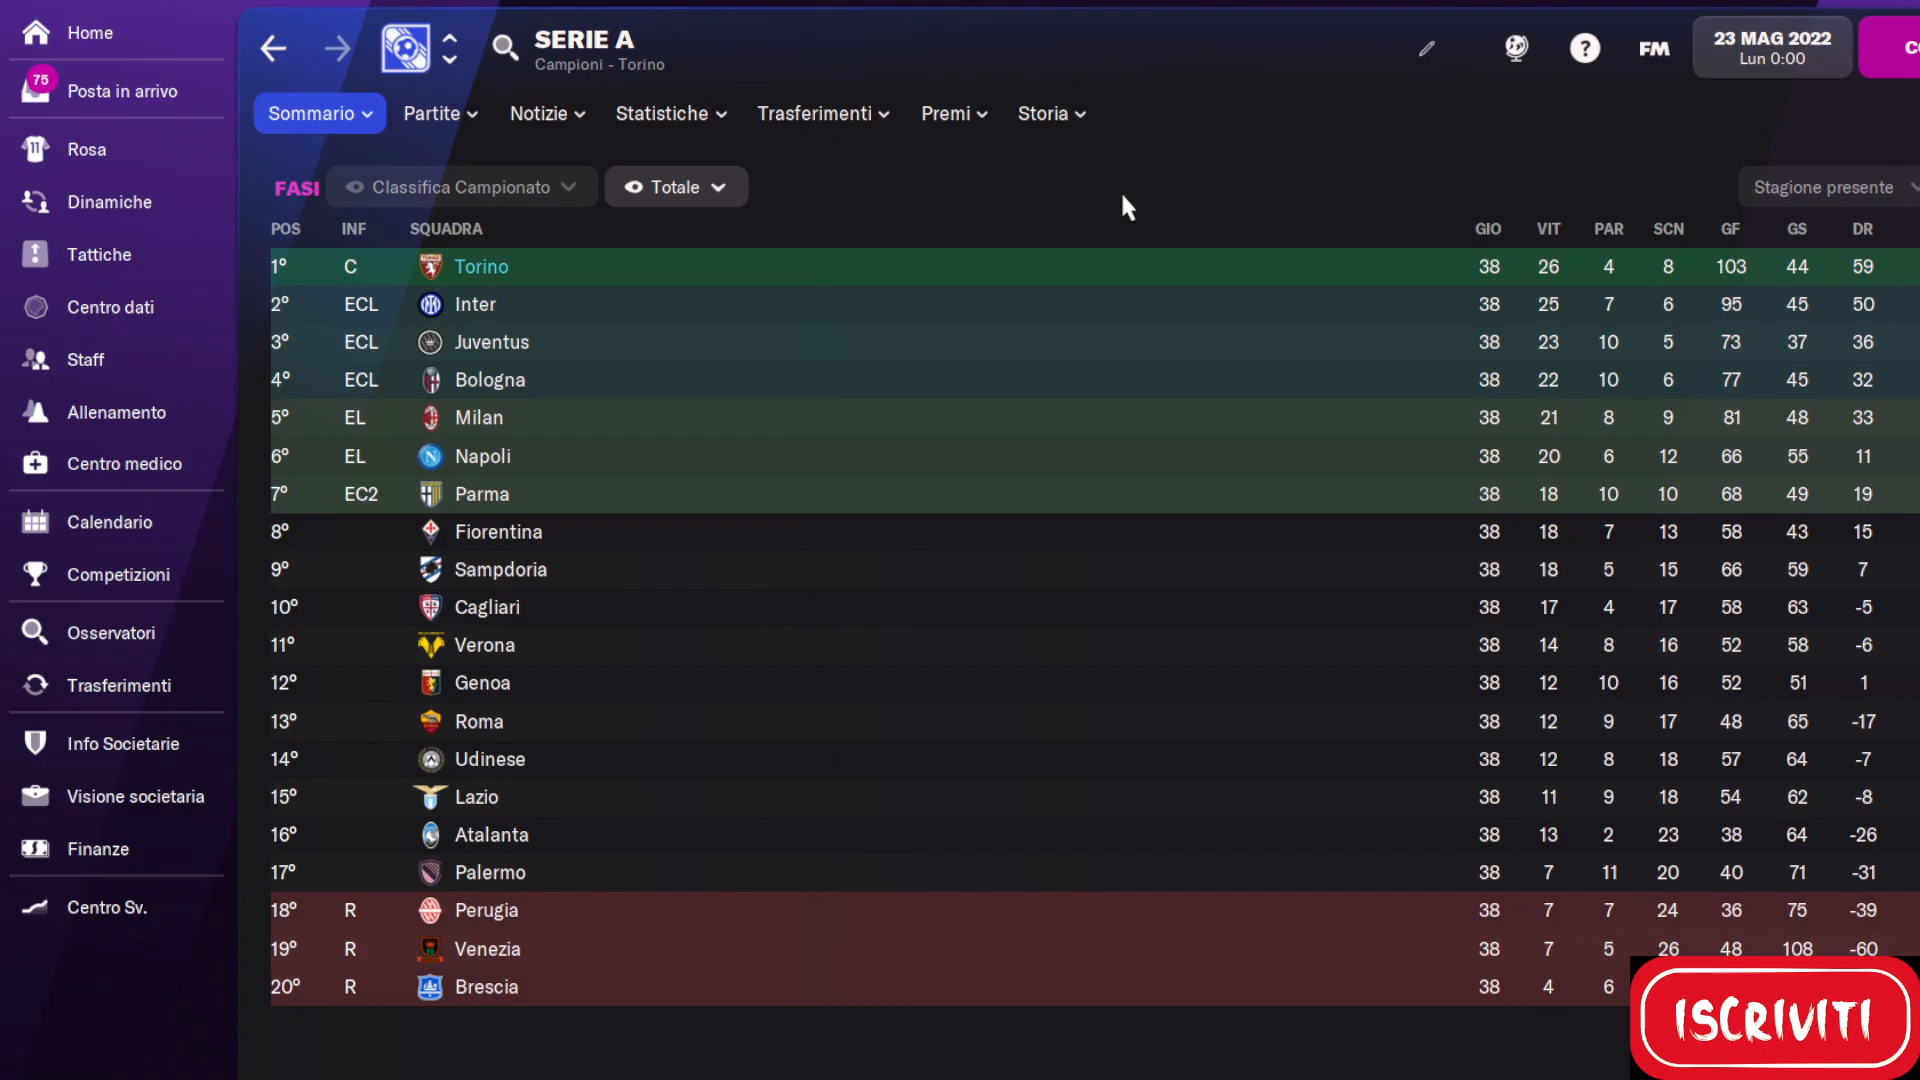 Home
75
Posta in arrivo
11
Rosa
Dinamiche
Tattiche
Centro dati
Staff
Allenamento
Centro medico
Calendario
Competizioni
Osservatori
Trasferimenti
Info Societarie
Visione societaria
Finanze
Centro Sv.
SERIE A
Campioni - Torino
?
FM
23 MAG 2022
Lun 0:00
Sommario Partite Notizie Statistiche Trasferimenti Premi Storia
FASI Classifica Campionato Totale Stagione presente
POS INF SQUADRA GIO VIT PAR SCN GF GS DR
1° C Torino 38 26 4 8 103 44 59
2° ECL Inter 38 25 7 6 95 45 50
3° ECL Juventus 38 23 10 5 73 37 36
4° ECL Bologna 38 22 10 6 77 45 32
5° EL Milan 38 21 8 9 81 48 33
6° EL Napoli 38 20 6 12 66 55 11
7° EC2 Parma 38 18 10 10 68 49 19
8° Fiorentina 38 18 7 13 58 43 15
9° Sampdoria 38 18 5 15 66 59 7
10° Cagliari 38 17 4 17 58 63 -5
11° Verona 38 14 8 16 52 58 -6
12° Genoa 38 12 10 16 52 51 1
13° Roma 38 12 9 17 48 65 -17
14° Udinese 38 12 8 18 57 64 -7
15° Lazio 38 11 9 18 54 62 -8
16° Atalanta 38 13 2 23 38 64 -26
17° Palermo 38 7 11 20 40 71 -31
18° R Perugia 38 7 7 24 36 75 -39
19° R Venezia 38 7 5 26 48 108 -60
20° R Brescia 38 4 6
ISCRIVITI